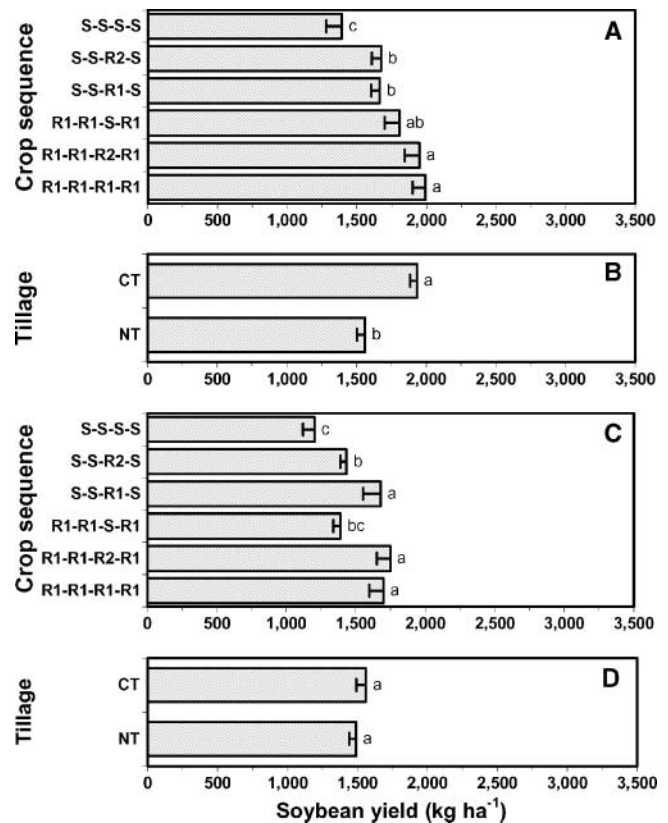 A
Crop sequence
S-S-S-S
c
S-S-R2-S
b
S-S-R1-S
b
R1-R1-S-R1
ab
R1-R1-R2-R1
a
R1-R1-R1-R1
a
0 500 1,000 1,500 2,000 2,500 3,000 3,500
B
Tillage
CT
a
NT
b
0 500 1,000 1,500 2,000 2,500 3,000 3,500
C
Crop sequence
S-S-S-S
c
S-S-R2-S
b
S-S-R1-S
a
R1-R1-S-R1
bc
R1-R1-R2-R1
a
R1-R1-R1-R1
a
0 500 1,000 1,500 2,000 2,500 3,000 3,500
D
Tillage
CT
a
NT
a
0 500 1,000 1,500 2,000 2,500 3,000 3,500
Soybean yield (kg ha⁻¹)